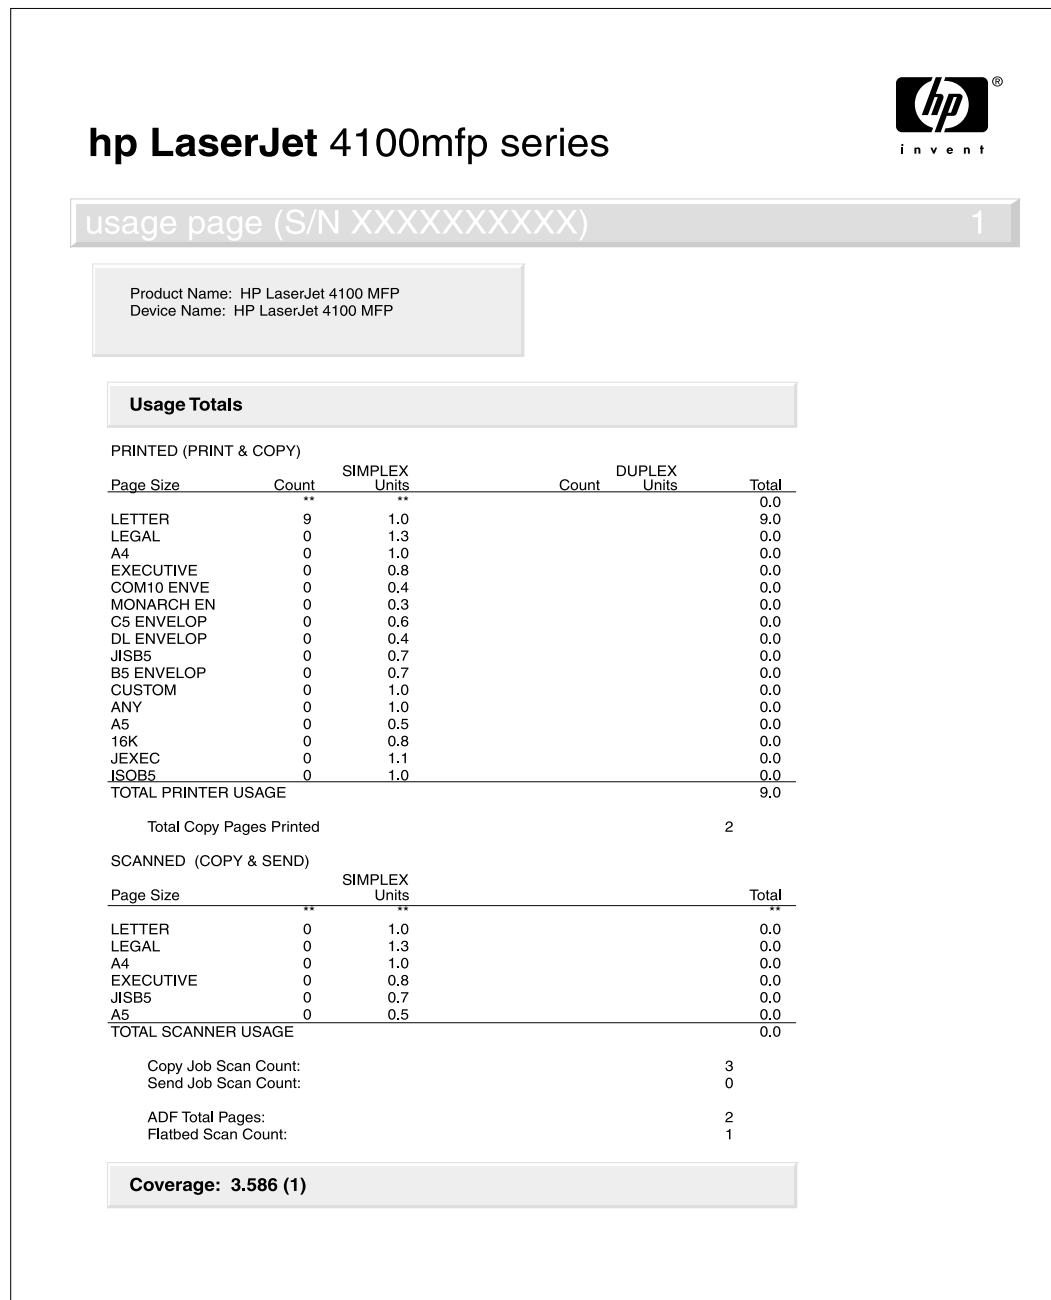 hp
®
invent
hp LaserJet 4100mfp series
usage page (S/N XXXXXXXXXX) 1
Product Name: HP LaserJet 4100 MFP
Device Name: HP LaserJet 4100 MFP
Usage Totals
PRINTED (PRINT & COPY)
SIMPLEX DUPLEX
Page Size Count Units Count Units Total
** ** 0.0
LETTER 9 1.0 9.0
LEGAL 0 1.3 0.0
A4 0 1.0 0.0
EXECUTIVE 0 0.8 0.0
COM10 ENVE 0 0.4 0.0
MONARCH EN 0 0.3 0.0
C5 ENVELOP 0 0.6 0.0
DL ENVELOP 0 0.4 0.0
JISB5 0 0.7 0.0
B5 ENVELOP 0 0.7 0.0
CUSTOM 0 1.0 0.0
ANY 0 1.0 0.0
A5 0 0.5 0.0
16K 0 0.8 0.0
JEXEC 0 1.1 0.0
ISOB5 0 1.0 0.0
TOTAL PRINTER USAGE 9.0
Total Copy Pages Printed 2
SCANNED (COPY & SEND)
SIMPLEX
Page Size Units Total
** ** **
LETTER 0 1.0 0.0
LEGAL 0 1.3 0.0
A4 0 1.0 0.0
EXECUTIVE 0 0.8 0.0
JISB5 0 0.7 0.0
A5 0 0.5 0.0
TOTAL SCANNER USAGE 0.0
Copy Job Scan Count: 3
Send Job Scan Count: 0
ADF Total Pages: 2
Flatbed Scan Count: 1
Coverage: 3.586 (1)